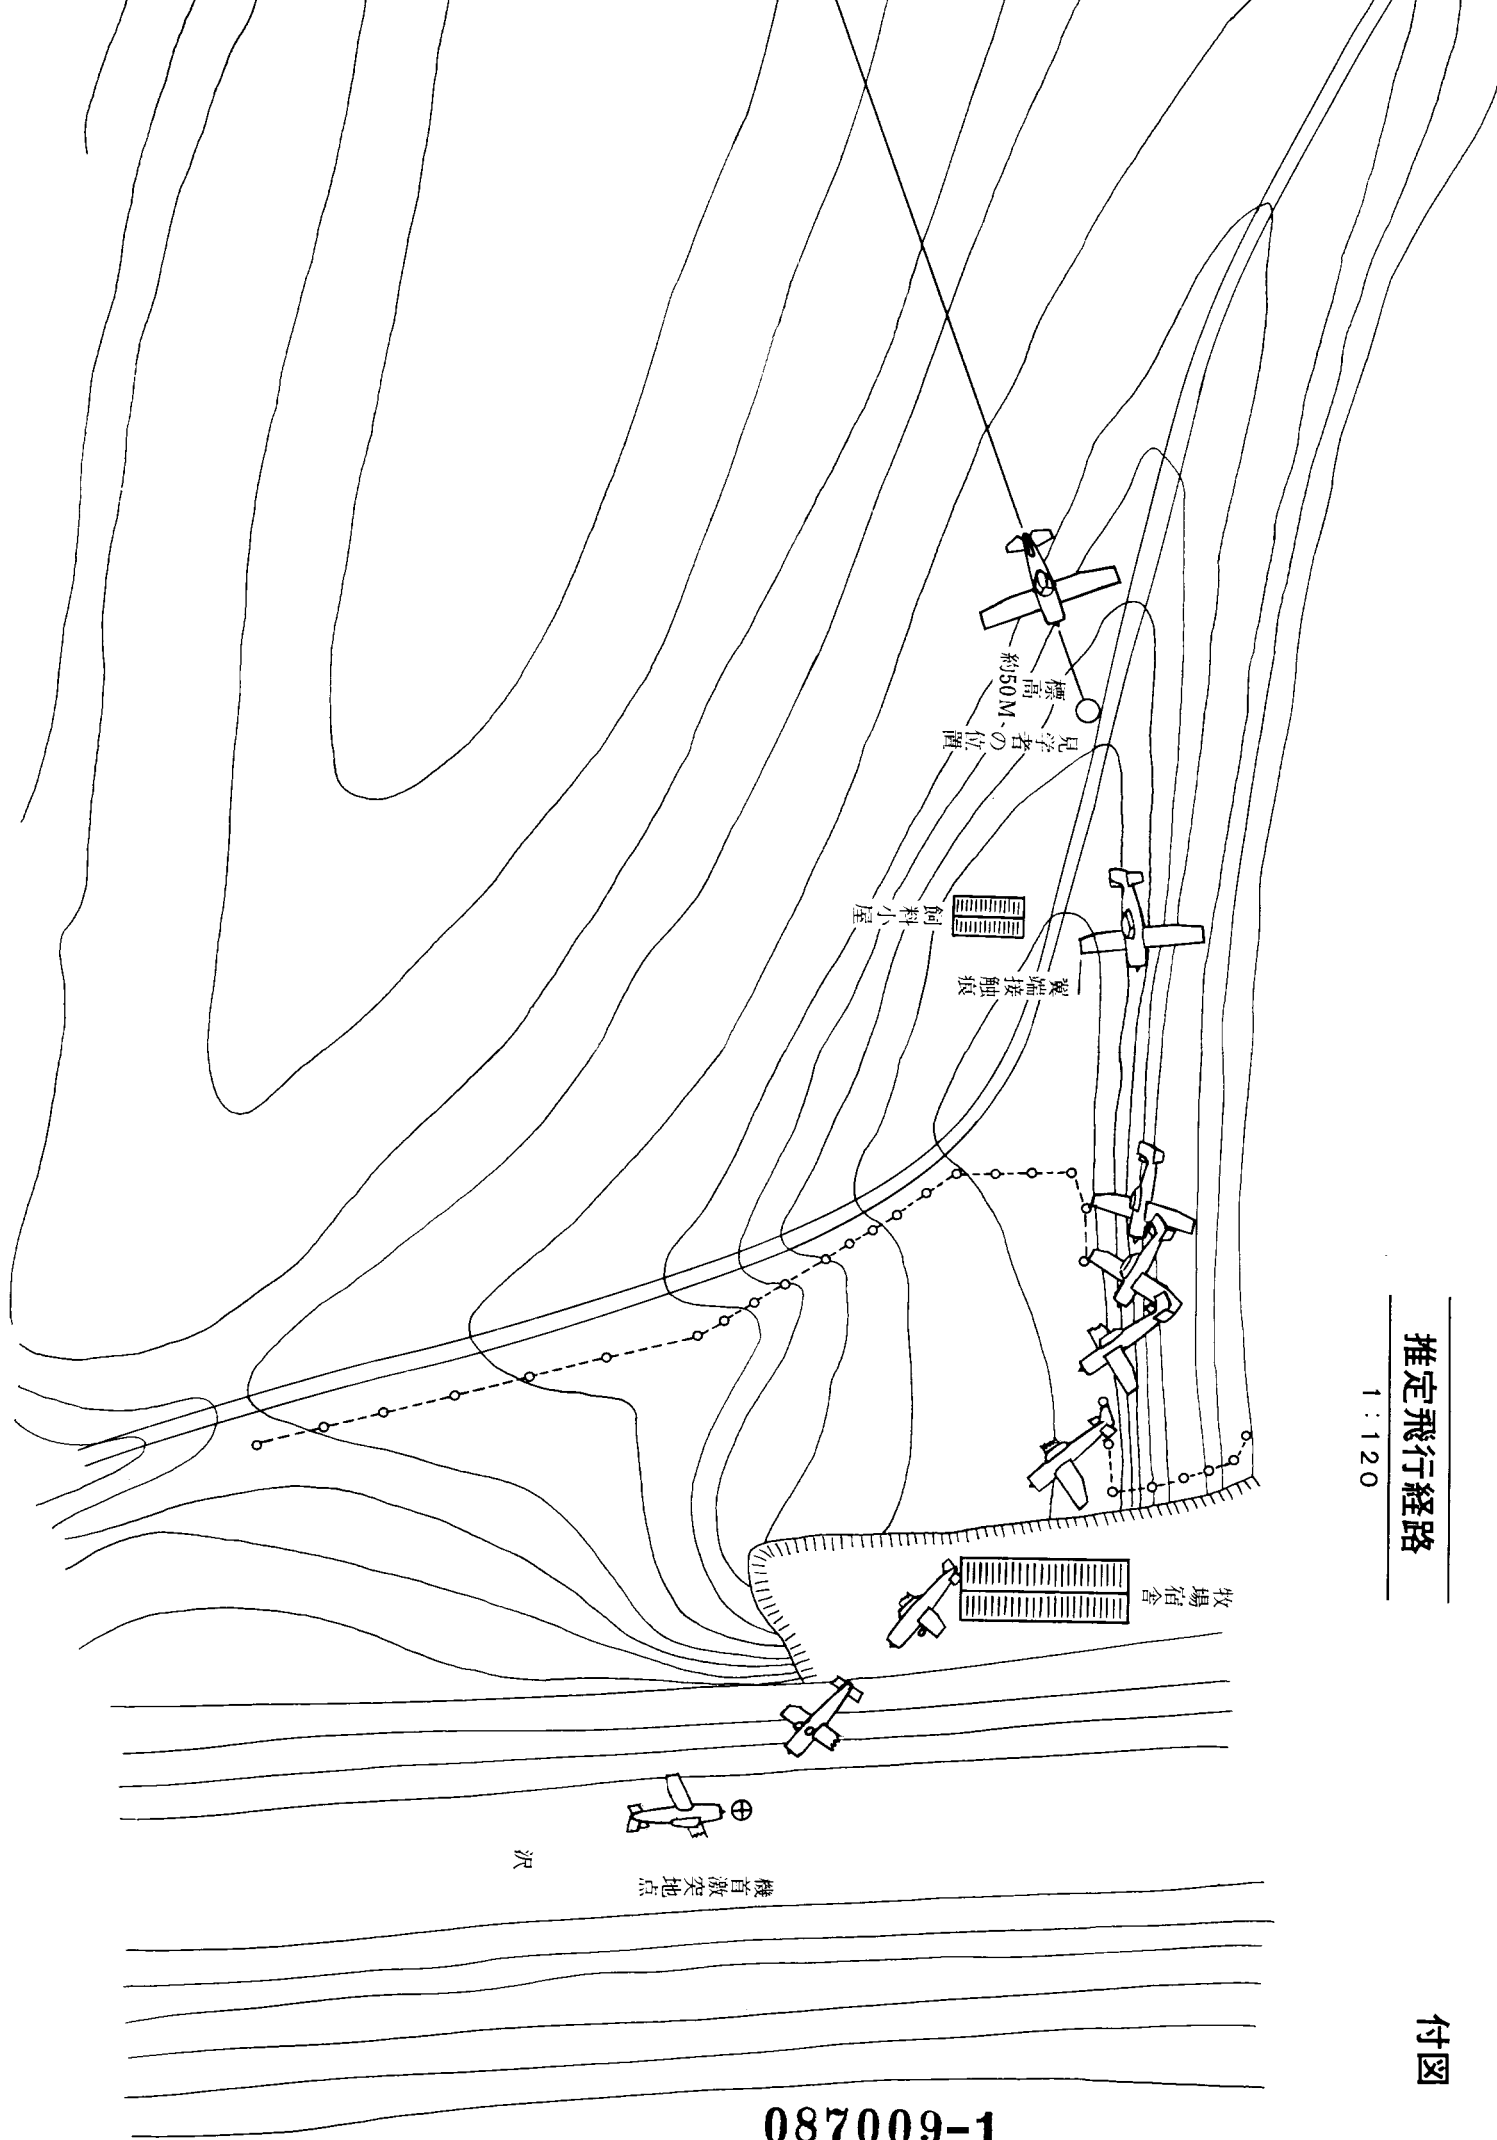 付図
推定飛行経路
1：120
標高
約50M、
見学者の位置
飼料小屋
翼端接触痕
牧場宿舎
沢
機首激突地点
087009-1